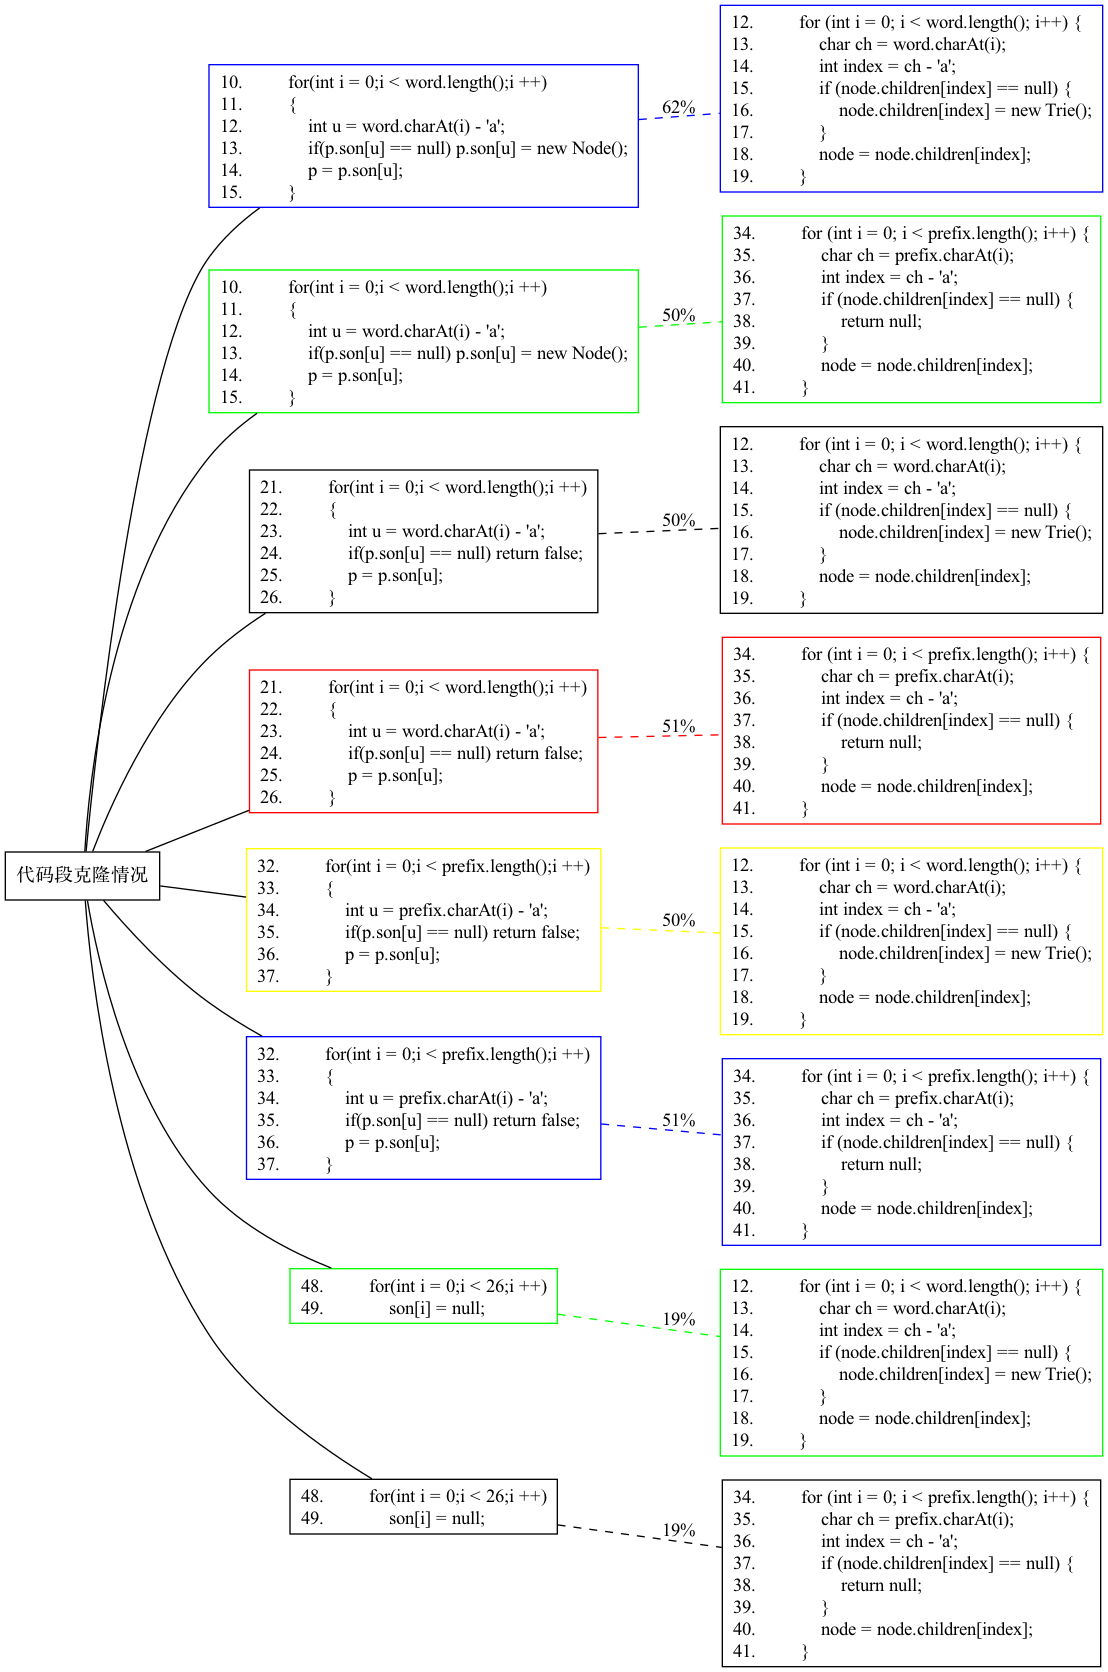 代码段克隆情况
10. for(int i = 0;i < word.length();i ++)
11. {
12. int u = word.charAt(i) - 'a';
13. if(p.son[u] == null) p.son[u] = new Node();
14. p = p.son[u];
15. }
62%
12. for (int i = 0; i < word.length(); i++) {
13. char ch = word.charAt(i);
14. int index = ch - 'a';
15. if (node.children[index] == null) {
16. node.children[index] = new Trie();
17. }
18. node = node.children[index];
19. }
10. for(int i = 0;i < word.length();i ++)
11. {
12. int u = word.charAt(i) - 'a';
13. if(p.son[u] == null) p.son[u] = new Node();
14. p = p.son[u];
15. }
50%
34. for (int i = 0; i < prefix.length(); i++) {
35. char ch = prefix.charAt(i);
36. int index = ch - 'a';
37. if (node.children[index] == null) {
38. return null;
39. }
40. node = node.children[index];
41. }
21. for(int i = 0;i < word.length();i ++)
22. {
23. int u = word.charAt(i) - 'a';
24. if(p.son[u] == null) return false;
25. p = p.son[u];
26. }
50%
12. for (int i = 0; i < word.length(); i++) {
13. char ch = word.charAt(i);
14. int index = ch - 'a';
15. if (node.children[index] == null) {
16. node.children[index] = new Trie();
17. }
18. node = node.children[index];
19. }
21. for(int i = 0;i < word.length();i ++)
22. {
23. int u = word.charAt(i) - 'a';
24. if(p.son[u] == null) return false;
25. p = p.son[u];
26. }
51%
34. for (int i = 0; i < prefix.length(); i++) {
35. char ch = prefix.charAt(i);
36. int index = ch - 'a';
37. if (node.children[index] == null) {
38. return null;
39. }
40. node = node.children[index];
41. }
32. for(int i = 0;i < prefix.length();i ++)
33. {
34. int u = prefix.charAt(i) - 'a';
35. if(p.son[u] == null) return false;
36. p = p.son[u];
37. }
50%
12. for (int i = 0; i < word.length(); i++) {
13. char ch = word.charAt(i);
14. int index = ch - 'a';
15. if (node.children[index] == null) {
16. node.children[index] = new Trie();
17. }
18. node = node.children[index];
19. }
32. for(int i = 0;i < prefix.length();i ++)
33. {
34. int u = prefix.charAt(i) - 'a';
35. if(p.son[u] == null) return false;
36. p = p.son[u];
37. }
51%
34. for (int i = 0; i < prefix.length(); i++) {
35. char ch = prefix.charAt(i);
36. int index = ch - 'a';
37. if (node.children[index] == null) {
38. return null;
39. }
40. node = node.children[index];
41. }
48. for(int i = 0;i < 26;i ++)
49. son[i] = null;
19%
12. for (int i = 0; i < word.length(); i++) {
13. char ch = word.charAt(i);
14. int index = ch - 'a';
15. if (node.children[index] == null) {
16. node.children[index] = new Trie();
17. }
18. node = node.children[index];
19. }
48. for(int i = 0;i < 26;i ++)
49. son[i] = null;
19%
34. for (int i = 0; i < prefix.length(); i++) {
35. char ch = prefix.charAt(i);
36. int index = ch - 'a';
37. if (node.children[index] == null) {
38. return null;
39. }
40. node = node.children[index];
41. }